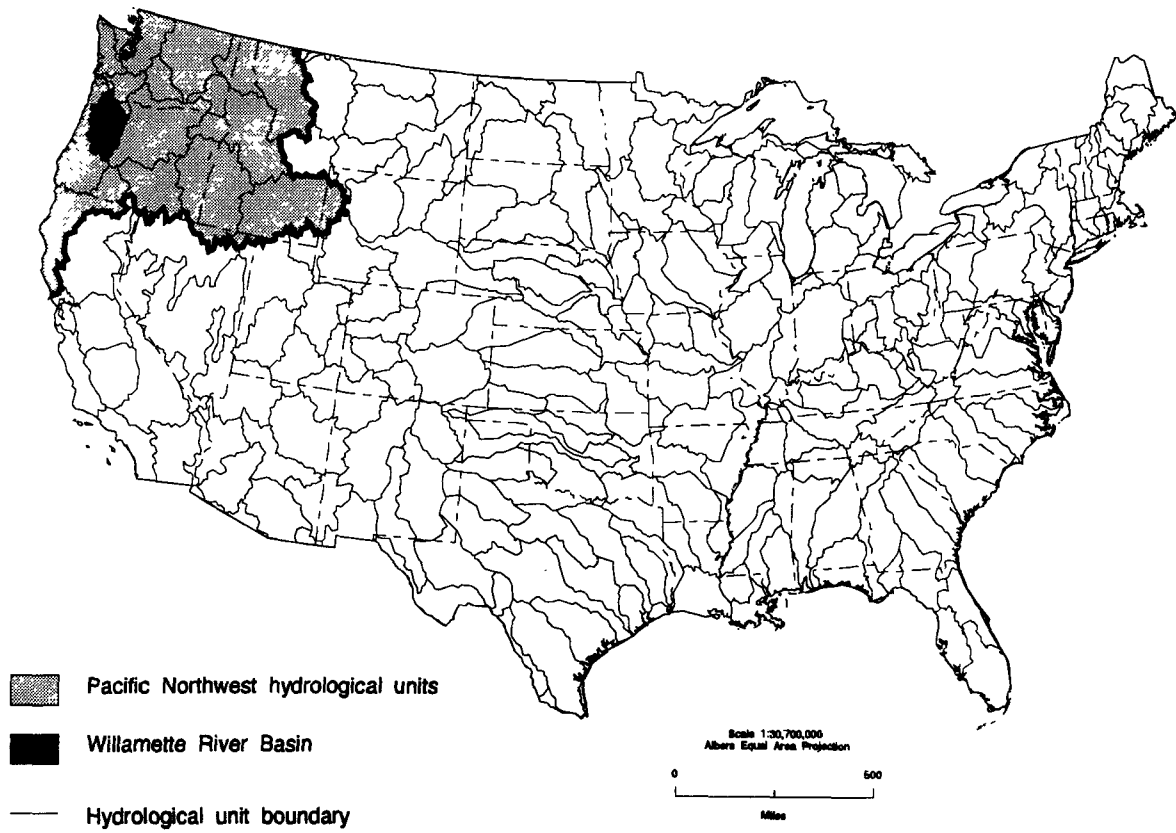 Pacific Northwest hydrological units
Willamette River Basin
Hydrological unit boundary
Scale 1:30,700,000
Albers Equal Area Projection
0 500
Miles